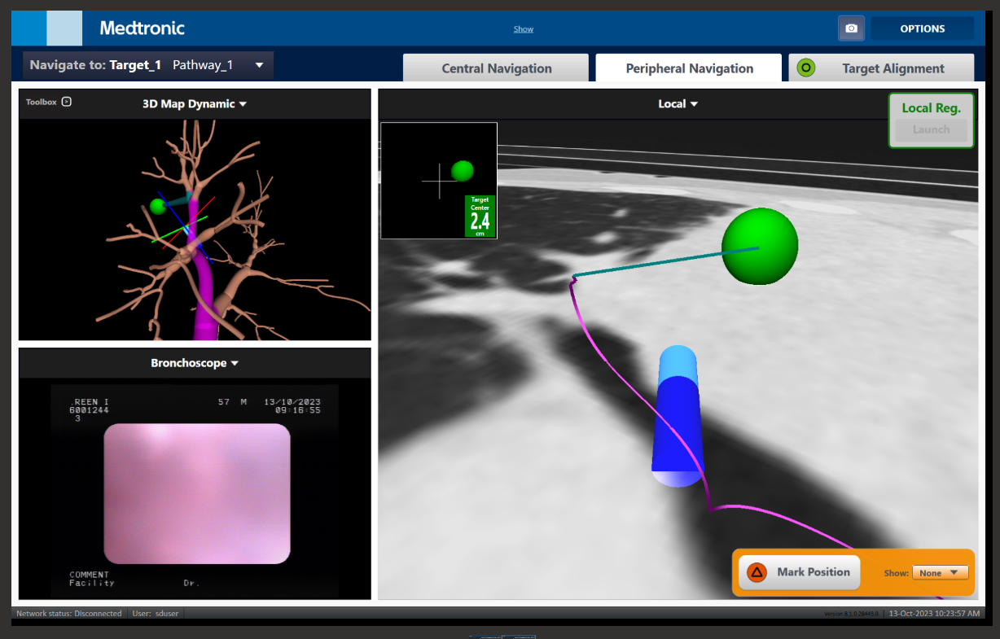 Medtronic
Show
OPTIONS
Navigate to: Target_1 Pathway_1
Central Navigation
Peripheral Navigation
Target Alignment
Toolbox
3D Map Dynamic
Local
Local Reg.
Launch
Target
Center
2.4
cm
Bronchoscope
.REEN I 57 M 13/10/2023
6001244 09:16:55
3
COMMENT
Facility Dr.
Mark Position
Show: None
Network status: Disconnected User: sduser
13-Oct-2023 10:23:57 AM